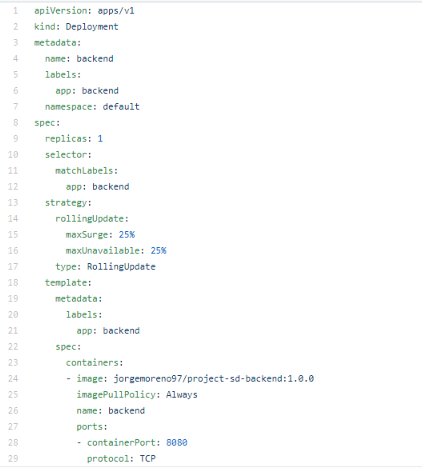 1 apiVersion: apps/v1
2 kind: Deployment
3 metadata:
4   name: backend
5   labels:
6     app: backend
7   namespace: default
8 spec:
9   replicas: 1
10   selector:
11     matchLabels:
12       app: backend
13   strategy:
14     rollingUpdate:
15       maxSurge: 25%
16       maxUnavailable: 25%
17     type: RollingUpdate
18   template:
19     metadata:
20       labels:
21         app: backend
22     spec:
23       containers:
24       - image: jorgemoreno97/project-sd-backend:1.0.0
25         imagePullPolicy: Always
26         name: backend
27         ports:
28         - containerPort: 8080
29           protocol: TCP